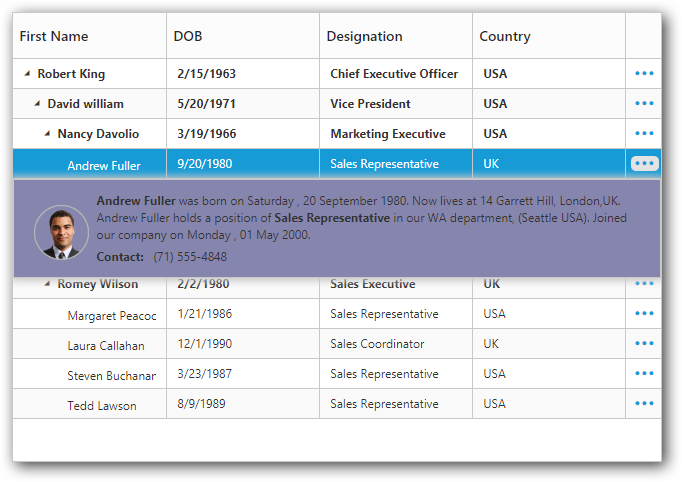 First Name DOB Designation Country
Robert King 2/15/1963 Chief Executive Officer USA
David william 5/20/1971 Vice President USA
Nancy Davolio 3/19/1966 Marketing Executive USA
Andrew Fuller 9/20/1980 Sales Representative UK
Andrew Fuller was born on Saturday , 20 September 1980. Now lives at 14 Garrett Hill, London,UK.
Andrew Fuller holds a position of Sales Representative in our WA department, (Seattle USA). Joined
our company on Monday , 01 May 2000.
Contact: (71) 555-4848
Romey Wilson 2/2/1980 Sales Executive UK
Margaret Peacoc 1/21/1986 Sales Representative USA
Laura Callahan 12/1/1990 Sales Coordinator UK
Steven Buchanar 3/23/1987 Sales Representative USA
Tedd Lawson 8/9/1989 Sales Representative USA